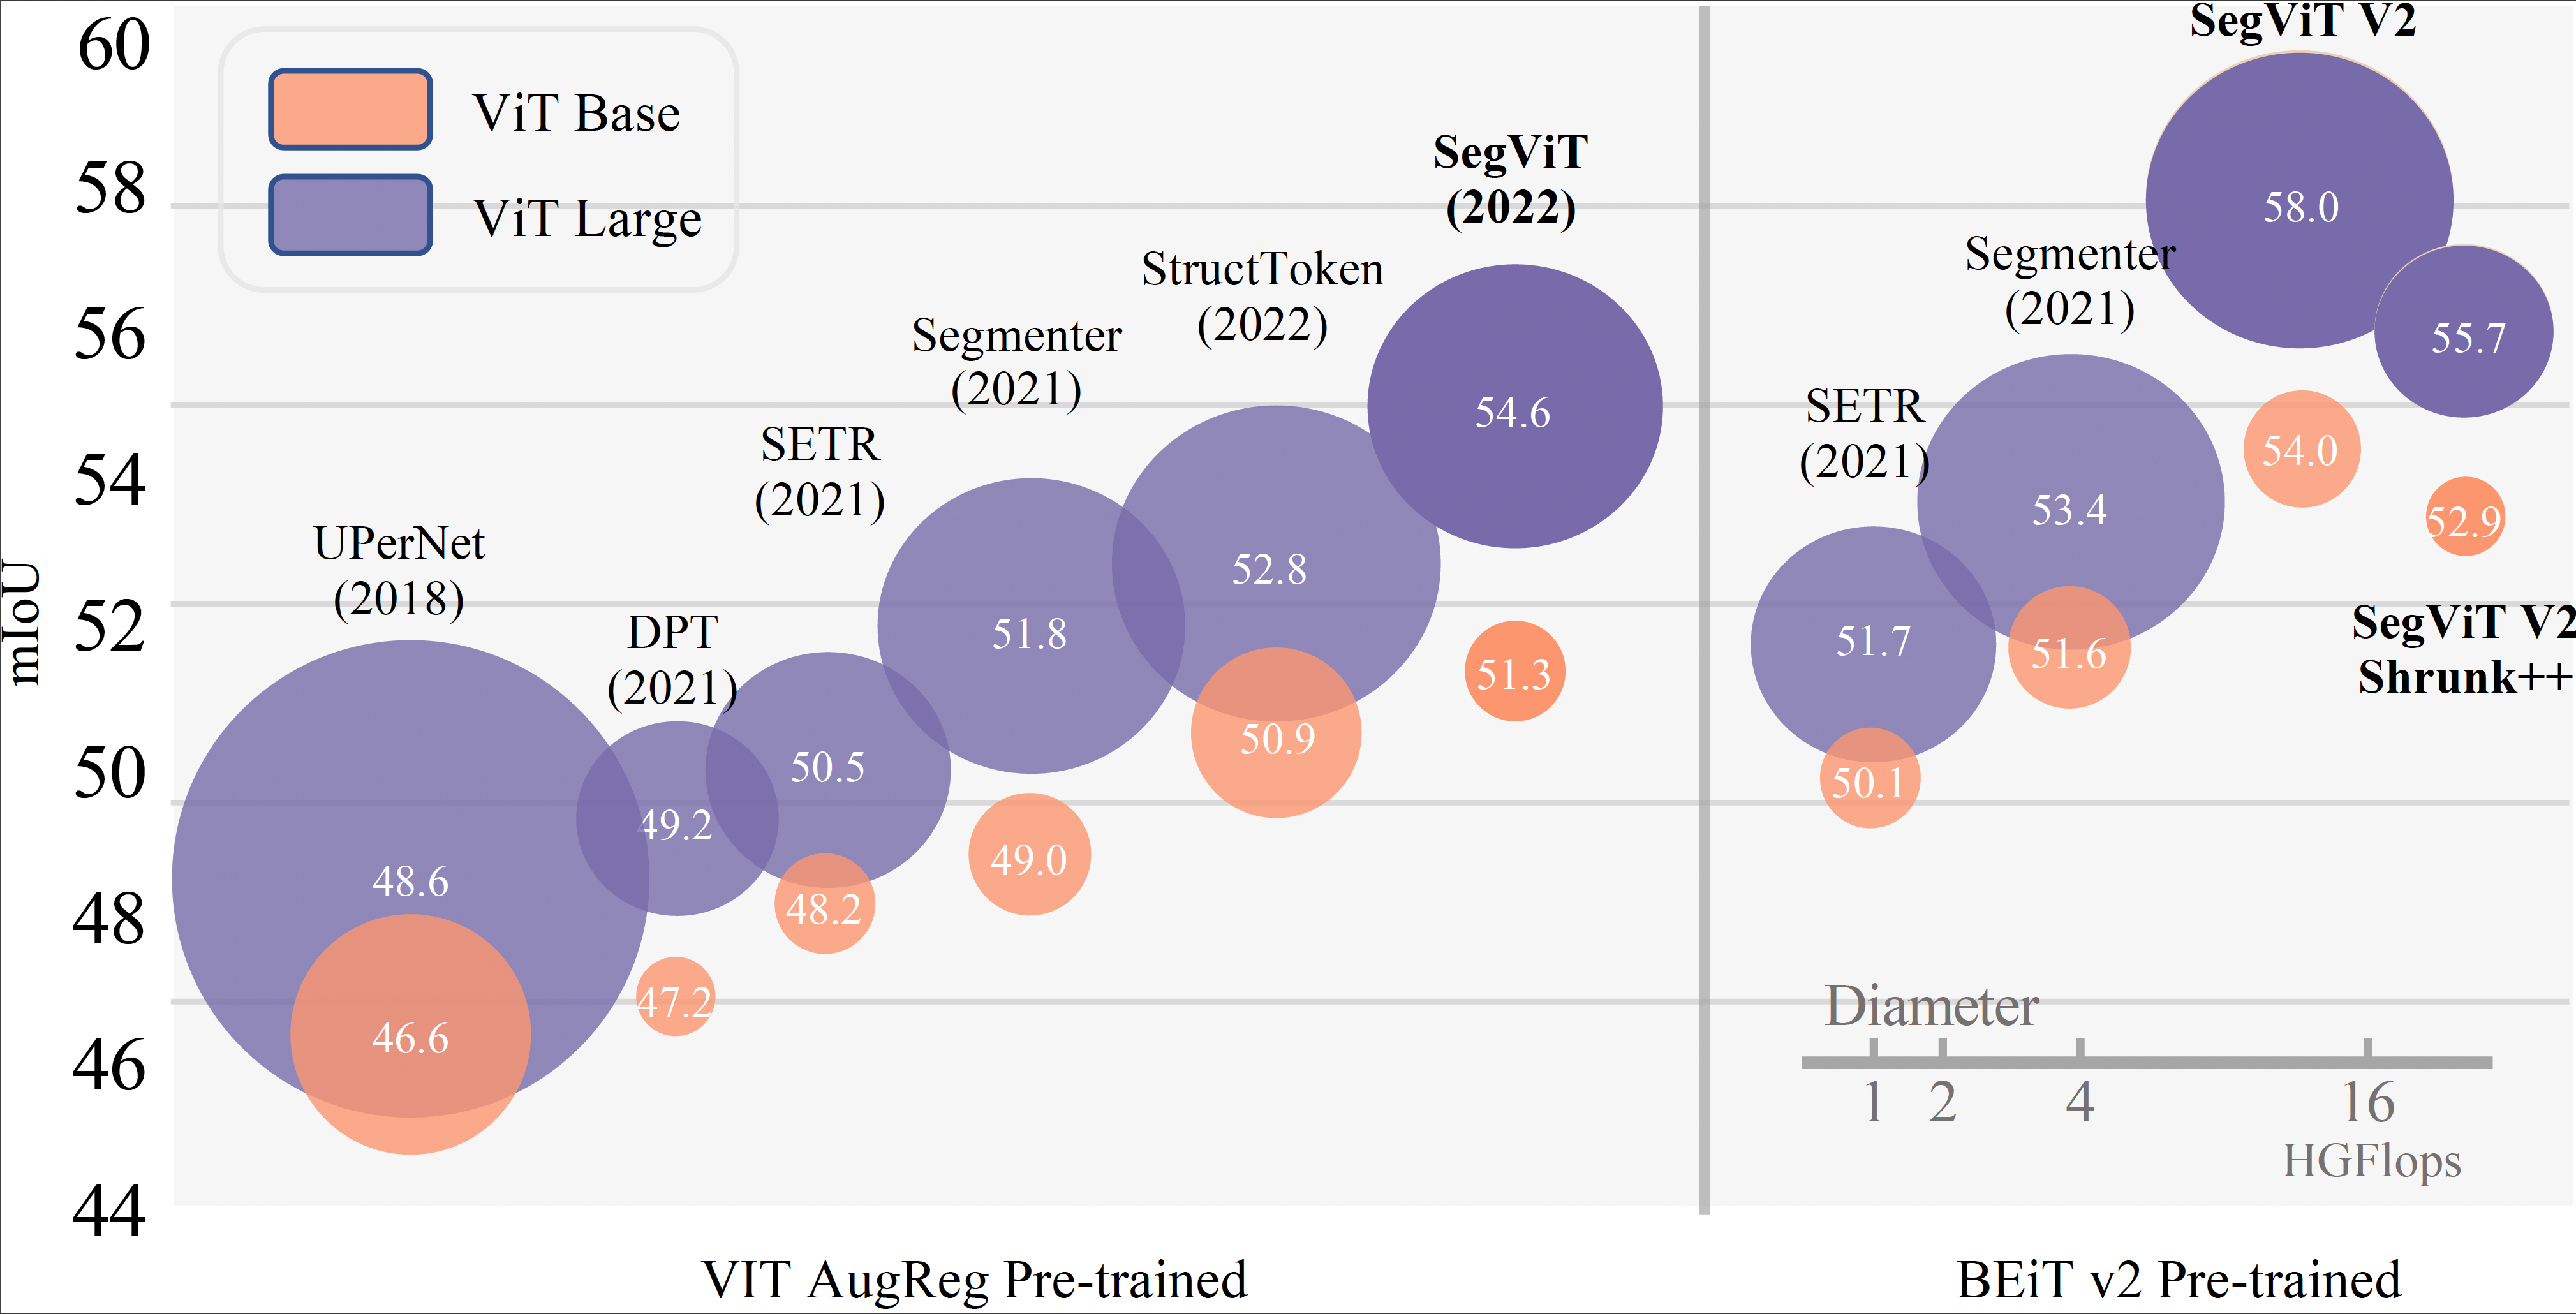 60
58
56
54
52
50
48
46
44
mIoU
ViT Base
ViT Large
UPerNet
(2018)
48.6
46.6
DPT
(2021)
49.2
47.2
SETR
(2021)
50.5
48.2
Segmenter
(2021)
51.8
49.0
StructToken
(2022)
52.8
50.9
SegViT
(2022)
54.6
51.3
SETR
(2021)
51.7
50.1
Segmenter
(2021)
53.4
51.6
SegViT V2
58.0
54.0
55.7
52.9
SegViT V2
Shrunk++
Diameter
1 2 4 16
HGFlops
VIT AugReg Pre-trained
BEiT v2 Pre-trained